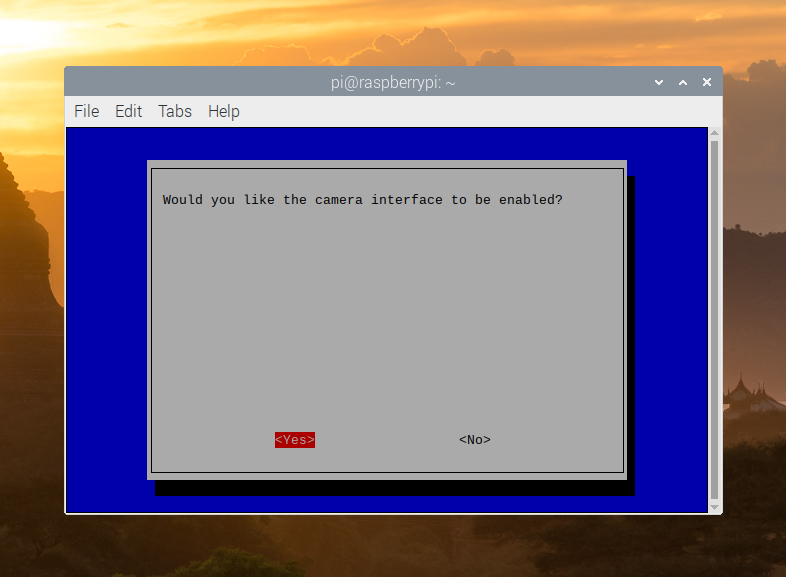 pi@raspberrypi: ~
File Edit Tabs Help
Would you like the camera interface to be enabled?
<Yes> <No>